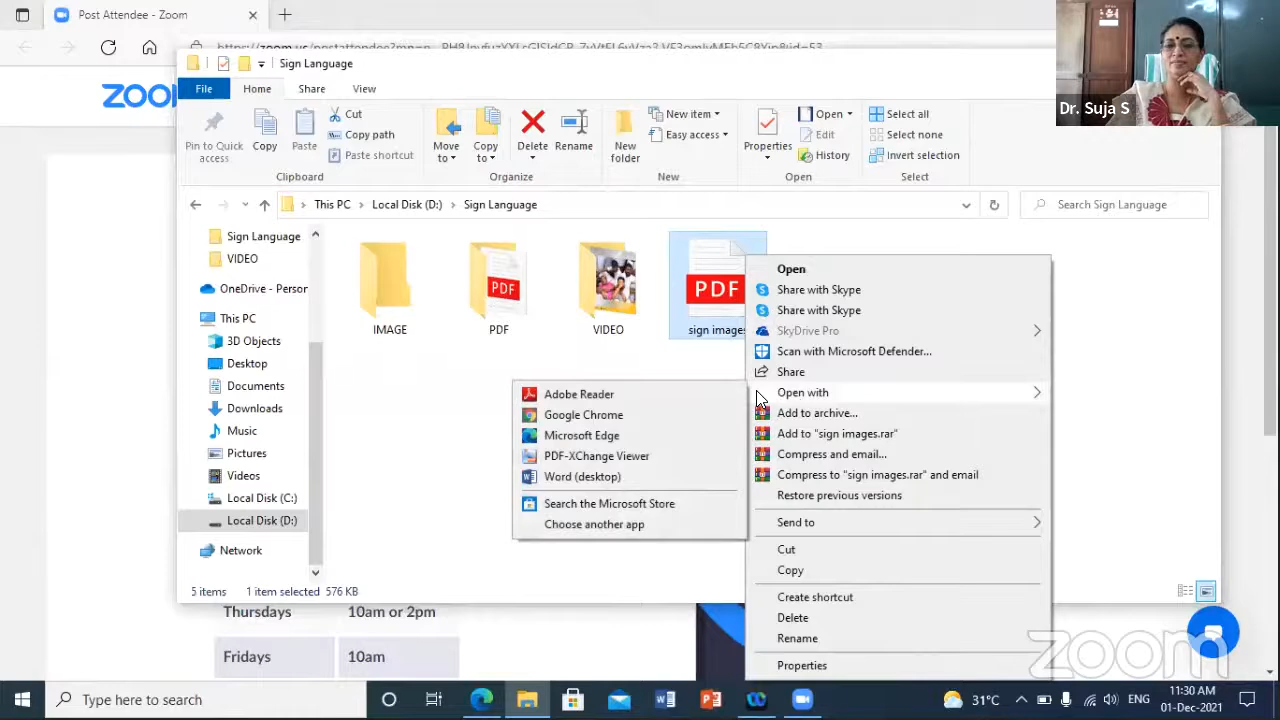 Post Attendee - Zoom
ZOOM
Dr. Suja S
Sign Language
File
Home
Share
View
Pin to Quick access
Copy
Paste
Cut
Copy path
Paste shortcut
Clipboard
Move to
Copy to
Delete
Rename
Organize
New folder
New item
Easy access
New
Properties
Open
Edit
History
Open
Select all
Select none
Invert selection
Select
This PC > Local Disk (D:) > Sign Language
Search Sign Language
Sign Language
VIDEO
OneDrive - Person
This PC
3D Objects
Desktop
Documents
Downloads
Music
Pictures
Videos
Local Disk (C:)
Local Disk (D:)
Network
IMAGE
PDF
PDF
VIDEO
PDF
sign images
Open
Share with Skype
Share with Skype
SkyDrive Pro
Scan with Microsoft Defender...
Share
Open with
Add to archive...
Add to "sign images.rar"
Compress and email...
Compress to "sign images.rar" and email
Restore previous versions
Send to
Cut
Copy
Create shortcut
Delete
Rename
Properties
Adobe Reader
Google Chrome
Microsoft Edge
PDF-XChange Viewer
Word (desktop)
Search the Microsoft Store
Choose another app
5 items 1 item selected 576 KB
Thursdays 10am or 2pm
Fridays 10am
zoom
Type here to search
31°C
ENG
11:30 AM
01-Dec-2021